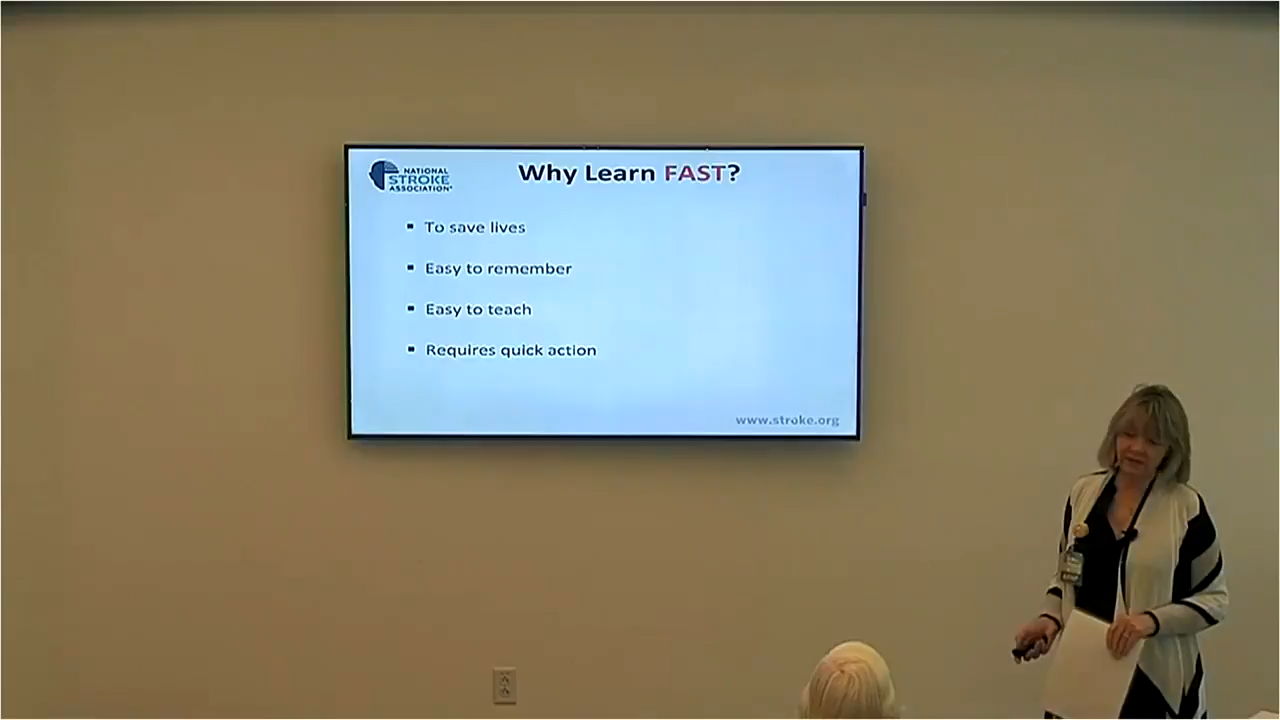 NATIONAL
STROKE
ASSOCIATION®
Why Learn FAST?
▪ To save lives
▪ Easy to remember
▪ Easy to teach
▪ Requires quick action
www.stroke.org